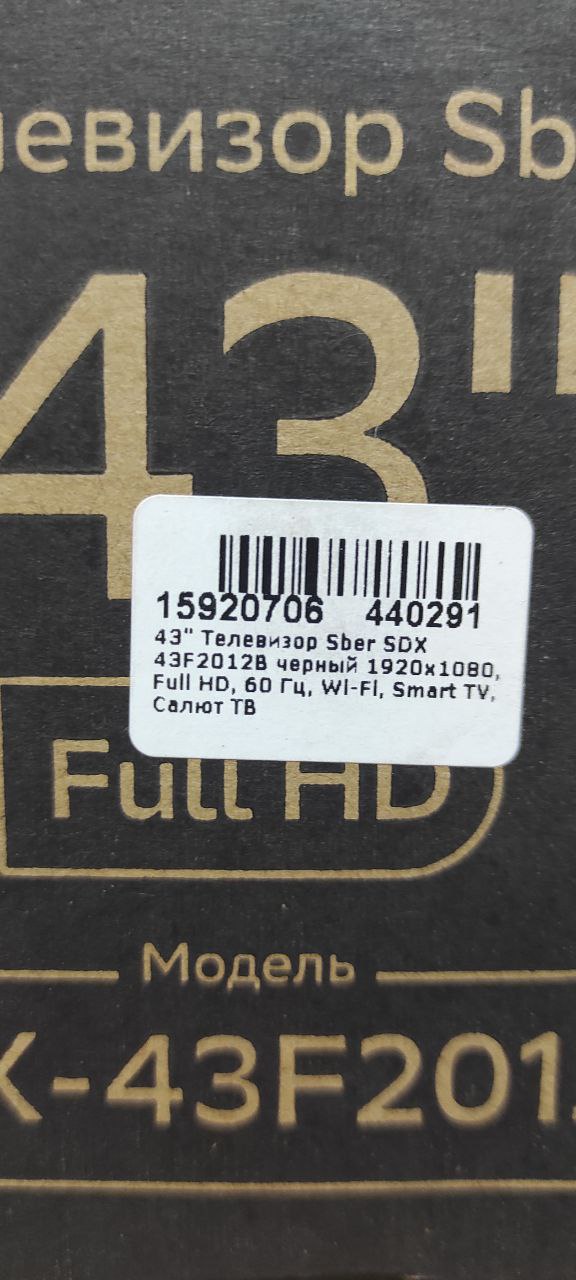 левизор Sb
43"
15920706 440291
43" Телевизор Sber SDX
43F2012B черный 1920x1080,
Full HD, 60 Гц, Wi-Fi, Smart TV,
Салют ТВ
Full HD
Модель
X-43F201